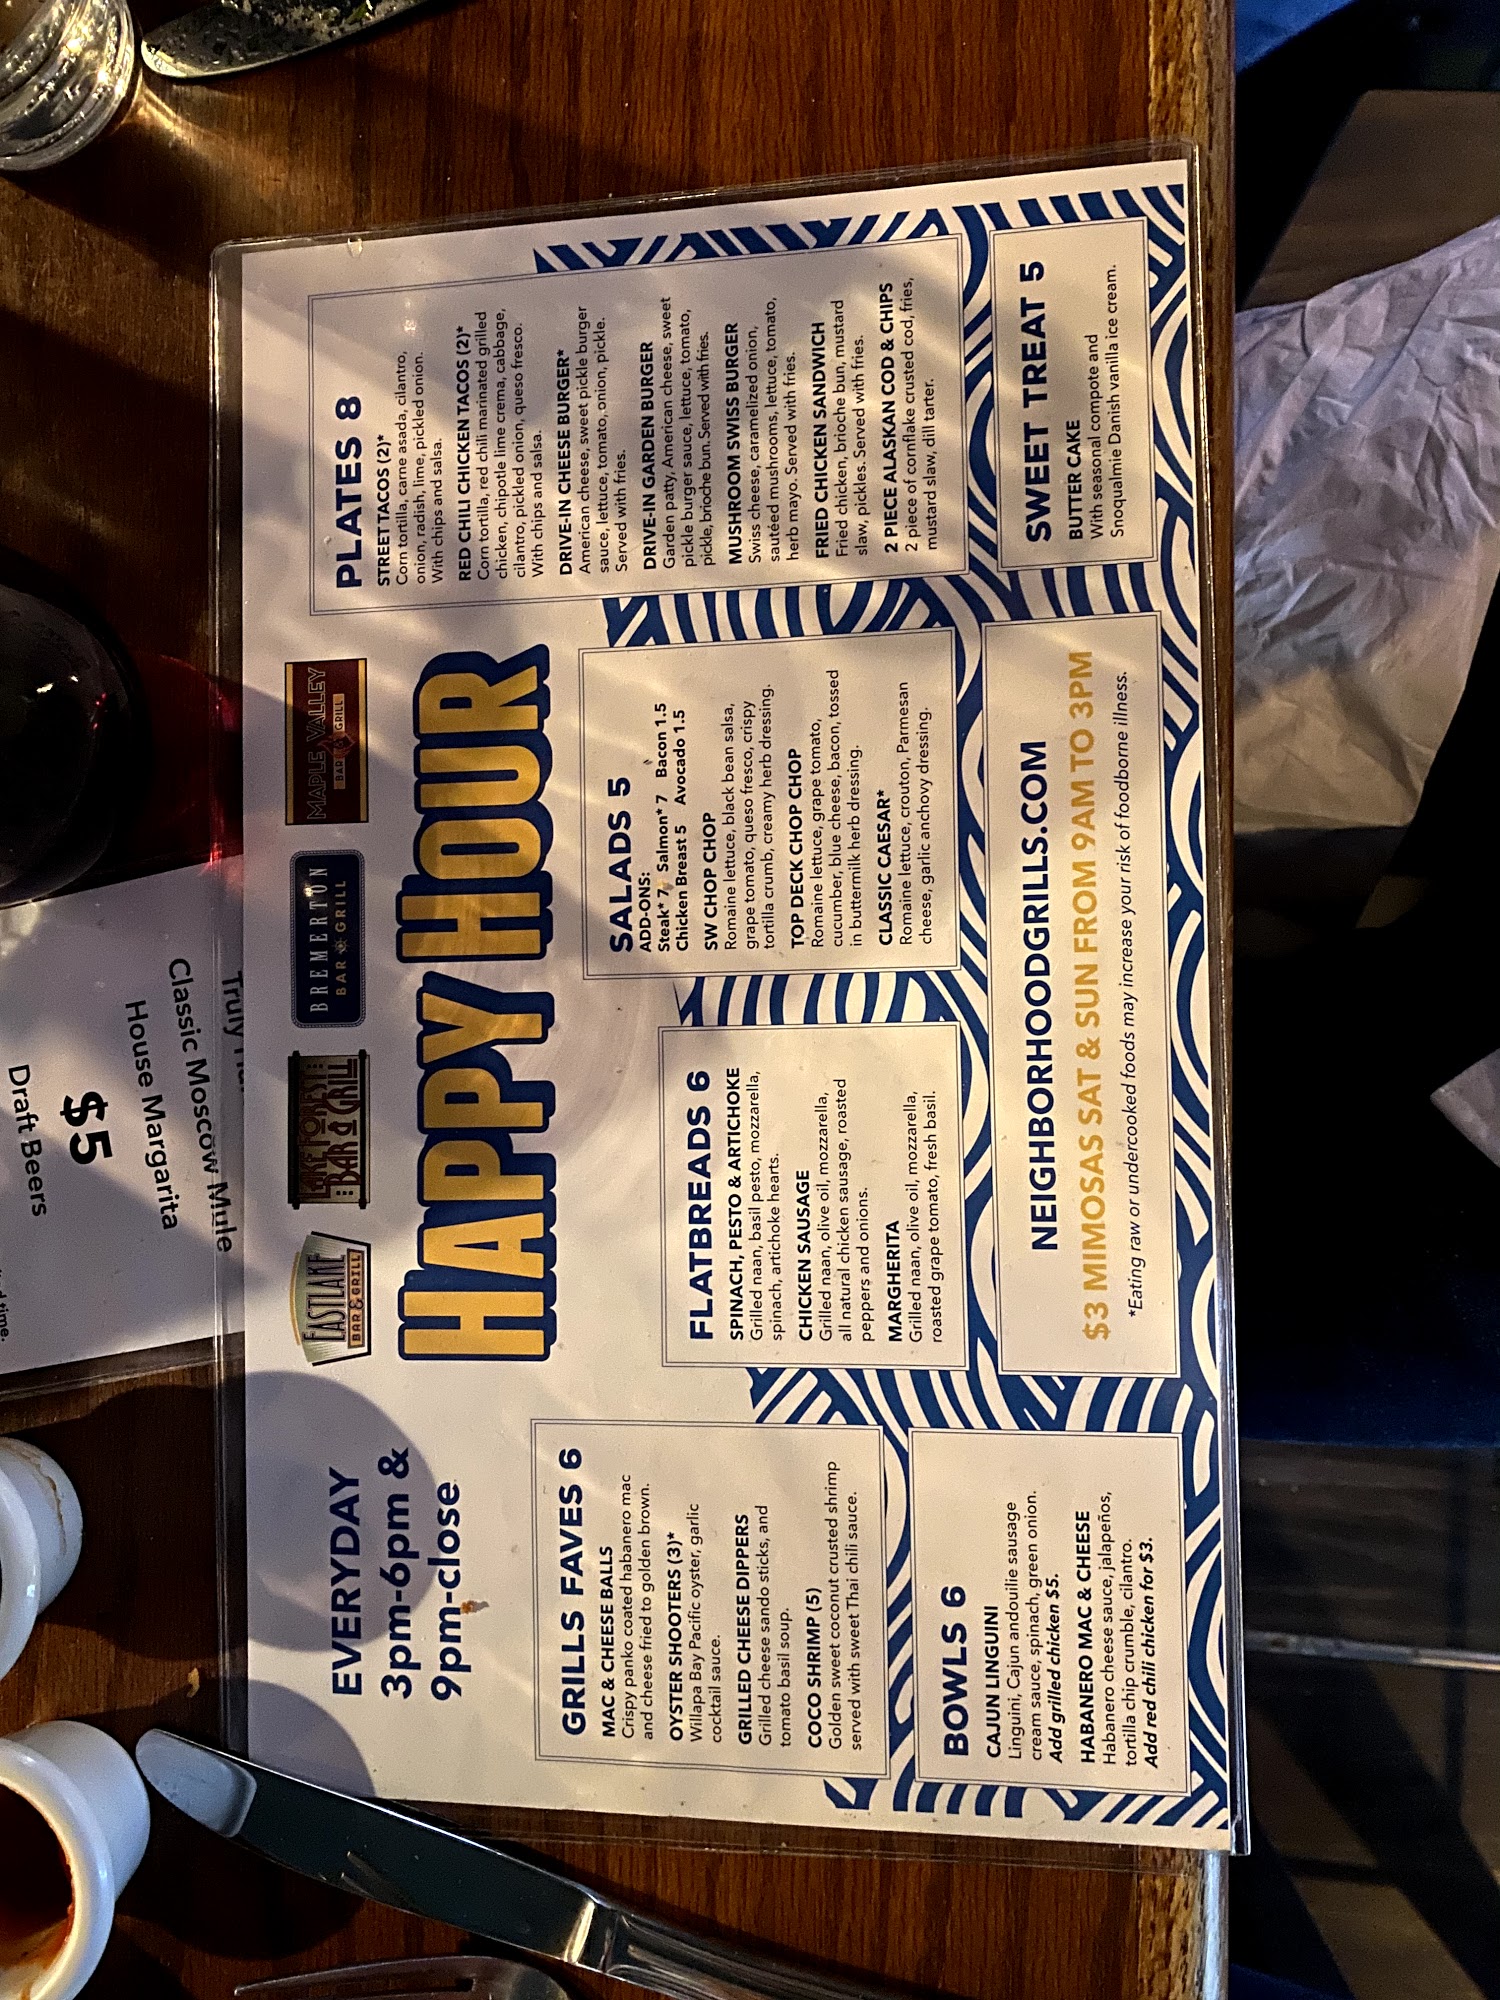 EVERYDAY
3pm-6pm &
9pm-close
EASTLAKE
BAR & GRILL
LAKE FOREST
BAR & GRILL
BREMERTON
BAR GRILL
MAPLE VALLEY
BAR & GRILL
HAPPY HOUR
GRILLS FAVES 6
MAC & CHEESE BALLS
Crispy panko coated habanero mac
and cheese fried to golden brown.
OYSTER SHOOTERS (3)*
Willapa Bay Pacific oyster, garlic
cocktail sauce.
GRILLED CHEESE DIPPERS
Grilled cheese sando sticks, and
tomato basil soup.
COCO SHRIMP (5)
Golden sweet coconut crusted shrimp
served with sweet Thai chili sauce.
BOWLS 6
CAJUN LINGUINI
Linguini, Cajun andouilie sausage
cream sauce, spinach, green onion.
Add grilled chicken $5.
HABANERO MAC & CHEESE
Habanero cheese sauce, jalapeños,
tortilla chip crumble, cilantro.
Add red chili chicken for $3.
FLATBREADS 6
SPINACH, PESTO & ARTICHOKE
Grilled naan, basil pesto, mozzarella,
spinach, artichoke hearts.
CHICKEN SAUSAGE
Grilled naan, olive oil, mozzarella,
all natural chicken sausage, roasted
peppers and onions.
MARGHERITA
Grilled naan, olive oil, mozzarella,
roasted grape tomato, fresh basil.
SALADS 5
ADD-ONS:
Steak* 7 Salmon* 7 Bacon 1.5
Chicken Breast 5 Avocado 1.5
SW CHOP CHOP
Romaine lettuce, black bean salsa,
grape tomato, queso fresco, crispy
tortilla crumb, creamy herb dressing.
TOP DECK CHOP CHOP
Romaine lettuce, grape tomato,
cucumber, blue cheese, bacon, tossed
in buttermilk herb dressing.
CLASSIC CAESAR*
Romaine lettuce, crouton, Parmesan
cheese, garlic anchovy dressing.
PLATES 8
STREET TACOS (2)*
Corn tortilla, carne asada, cilantro,
onion, radish, lime, pickled onion.
With chips and salsa.
RED CHILI CHICKEN TACOS (2)*
Corn tortilla, red chili marinated grilled
chicken, chipotle lime crema, cabbage,
cilantro, pickled onion, queso fresco.
With chips and salsa.
DRIVE-IN CHEESE BURGER*
American cheese, sweet pickle burger
sauce, lettuce, tomato, onion, pickle.
Served with fries.
DRIVE-IN GARDEN BURGER
Garden patty, American cheese, sweet
pickle burger sauce, lettuce, tomato,
pickle, brioche bun. Served with fries.
MUSHROOM SWISS BURGER
Swiss cheese, caramelized onion,
sautéed mushrooms, lettuce, tomato,
herb mayo. Served with fries.
FRIED CHICKEN SANDWICH
Fried chicken, brioche bun, mustard
slaw, pickles. Served with fries.
2 PIECE ALASKAN COD & CHIPS
2 piece of cornflake crusted cod, fries,
mustard slaw, dill tarter.
SWEET TREAT 5
BUTTER CAKE
With seasonal compote and
Snoqualmie Danish vanilla ice cream.
NEIGHBORHOODGRILLS.COM
$3 MIMOSAS SAT & SUN FROM 9AM TO 3PM
*Eating raw or undercooked foods may increase your risk of foodborne illness.
Draft Beers
$5
House Margarita
Classic Moscow Mule
Truly
time.